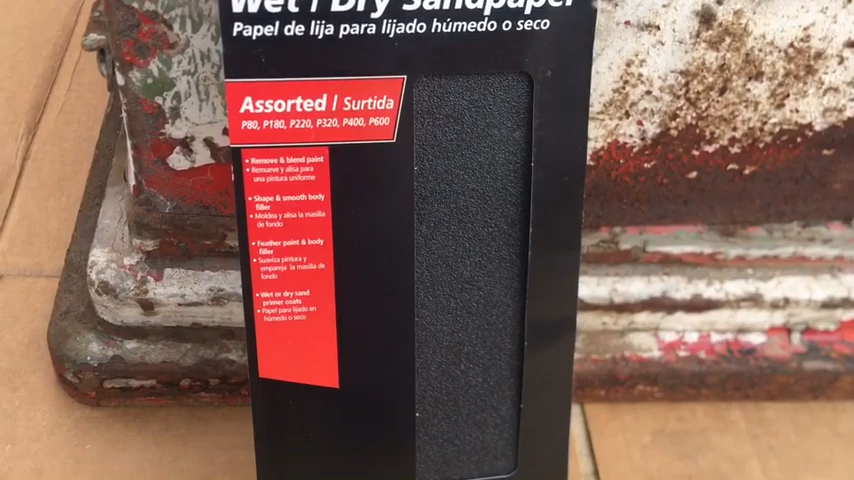 Wet / Dry Sandpaper
Papel de lija para lijado húmedo o seco
Assorted / Surtida
P80, P180, P220, P320, P400, P600
• Remove & blend paint
• Remueve y alisa para
una pintura uniforme
• Shape & smooth body
filler
• Moldea y alisa la masilla
de fondo
• Feather paint & body
filler
• Suaviza pintura y
empareja la masilla de
fondo
• Wet or dry sand
primer coats
• Papel para lijado en
húmedo o seco